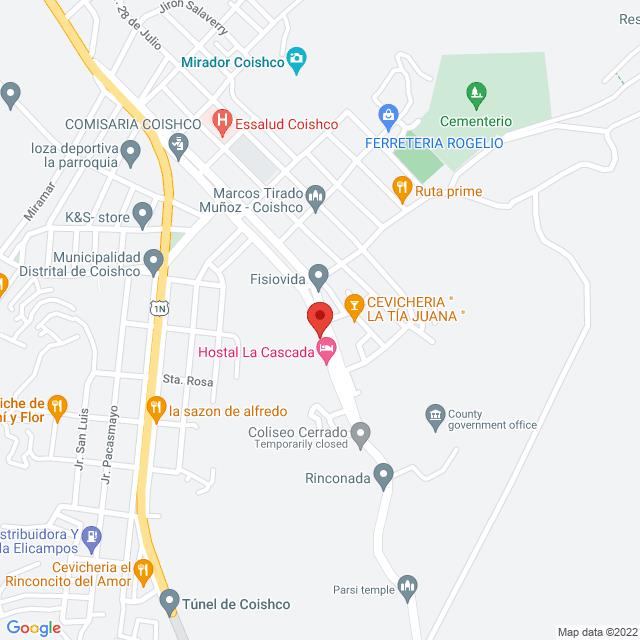 Jiron Salaverry
28 de Julio
Res
Mirador Coishco
Cementerio
COMISARIA COISHCO
H
Essalud Coishco
FERRETERIA ROGELIO
loza deportiva
la parroquia
Miramar
Marcos Tirado
Muñoz - Coishco
Ruta prime
K&S- store
Municipalidad
Distrital de Coishco
Fisiovida
1N
CEVICHERIA "
LA TÍA JUANA "
Hostal La Cascada
Sta. Rosa
iche de
ní y Flor
la sazon de alfredo
Jr. San Luis
Jr. Pacasmayo
County
government office
Coliseo Cerrado
Temporarily closed
Rinconada
stribuidora Y
la Elicampos
Cevicheria el
Rinconcito del Amor
Parsi temple
Túnel de Coishco
Google
Map data ©2022